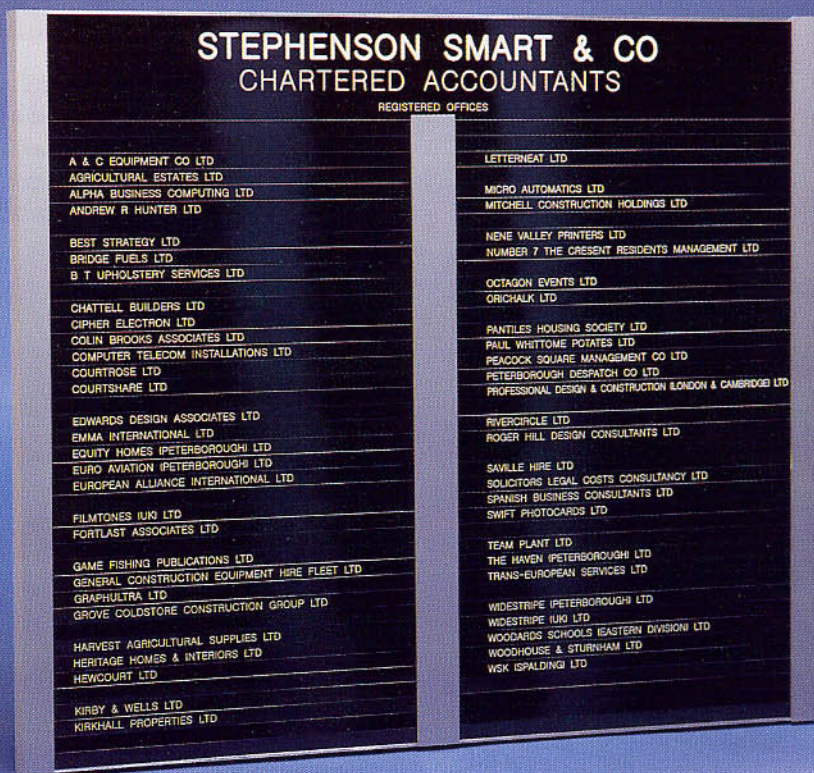 STEPHENSON SMART & CO
CHARTERED ACCOUNTANTS
REGISTERED OFFICES
A & C EQUIPMENT CO LTD
AGRICULTURAL ESTATES LTD
ALPHA BUSINESS COMPUTING LTD
ANDREW R HUNTER LTD
BEST STRATEGY LTD
BRIDGE FUELS LTD
B T UPHOLSTERY SERVICES LTD
CHATTELL BUILDERS LTD
CIPHER ELECTRON LTD
COLIN BROOKS ASSOCIATES LTD
COMPUTER TELECOM INSTALLATIONS LTD
COURTROSE LTD
COURTSHARE LTD
EDWARDS DESIGN ASSOCIATES LTD
EMMA INTERNATIONAL LTD
EQUITY HOMES (PETERBOROUGH) LTD
EURO AVIATION (PETERBOROUGH) LTD
EUROPEAN ALLIANCE INTERNATIONAL LTD
FILMTONES (UK) LTD
FORTLAST ASSOCIATES LTD
GAME FISHING PUBLICATIONS LTD
GENERAL CONSTRUCTION EQUIPMENT HIRE FLEET LTD
GRAPHULTRA LTD
GROVE COLDSTORE CONSTRUCTION GROUP LTD
HARVEST AGRICULTURAL SUPPLIES LTD
HERITAGE HOMES & INTERIORS LTD
HEWCOURT LTD
KIRBY & WELLS LTD
KIRKHALL PROPERTIES LTD
LETTERNEAT LTD
MICRO AUTOMATICS LTD
MITCHELL CONSTRUCTION HOLDINGS LTD
NENE VALLEY PRINTERS LTD
NUMBER 7 THE CRESENT RESIDENTS MANAGEMENT LTD
OCTAGON EVENTS LTD
ORICHALK LTD
PANTILES HOUSING SOCIETY LTD
PAUL WHITTOME POTATES LTD
PEACOCK SQUARE MANAGEMENT CO LTD
PETERBOROUGH DESPATCH CO LTD
PROFESSIONAL DESIGN & CONSTRUCTION (LONDON & CAMBRIDGE) LTD
RIVERCIRCLE LTD
ROGER HILL DESIGN CONSULTANTS LTD
SAVILLE HIRE LTD
SOLICITORS LEGAL COSTS CONSULTANCY LTD
SPANISH BUSINESS CONSULTANTS LTD
SWIFT PHOTOCARDS LTD
TEAM PLANT LTD
THE HAVEN (PETERBOROUGH) LTD
TRANS-EUROPEAN SERVICES LTD
WIDESTRIPE (PETERBOROUGH) LTD
WIDESTRIPE (UK) LTD
WOODARDS SCHOOLS (EASTERN DIVISION) LTD
WOODHOUSE & STURNHAM LTD
WSK (SPALDING) LTD